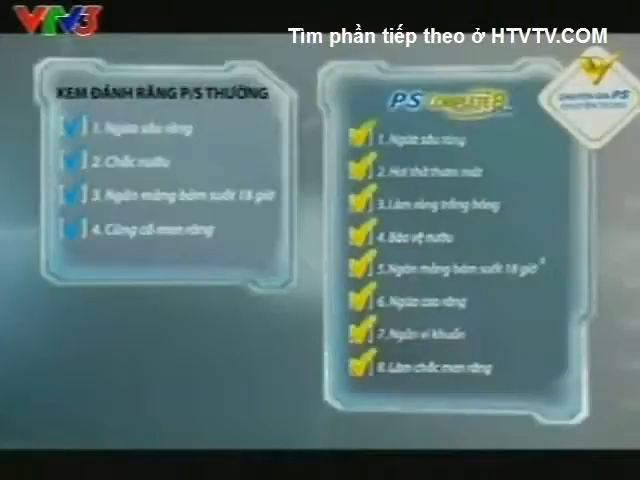 VTV3
Tìm phần tiếp theo ở HTVTV.COM
KEM ĐÁNH RĂNG P/S THƯỜNG
1. Ngừa sâu răng
2. Chắc nướu
3. Ngăn mảng bám suốt 18 giờ
4. Củng cố men răng
P/S COMPLETE 8
1. Ngừa sâu răng
2. Hơi thở thơm mát
3. Làm răng trắng bóng
4. Bảo vệ nướu
5. Ngăn mảng bám suốt 18 giờ
6. Ngừa cao răng
7. Ngăn vi khuẩn
8. Làm chắc men răng
P/S